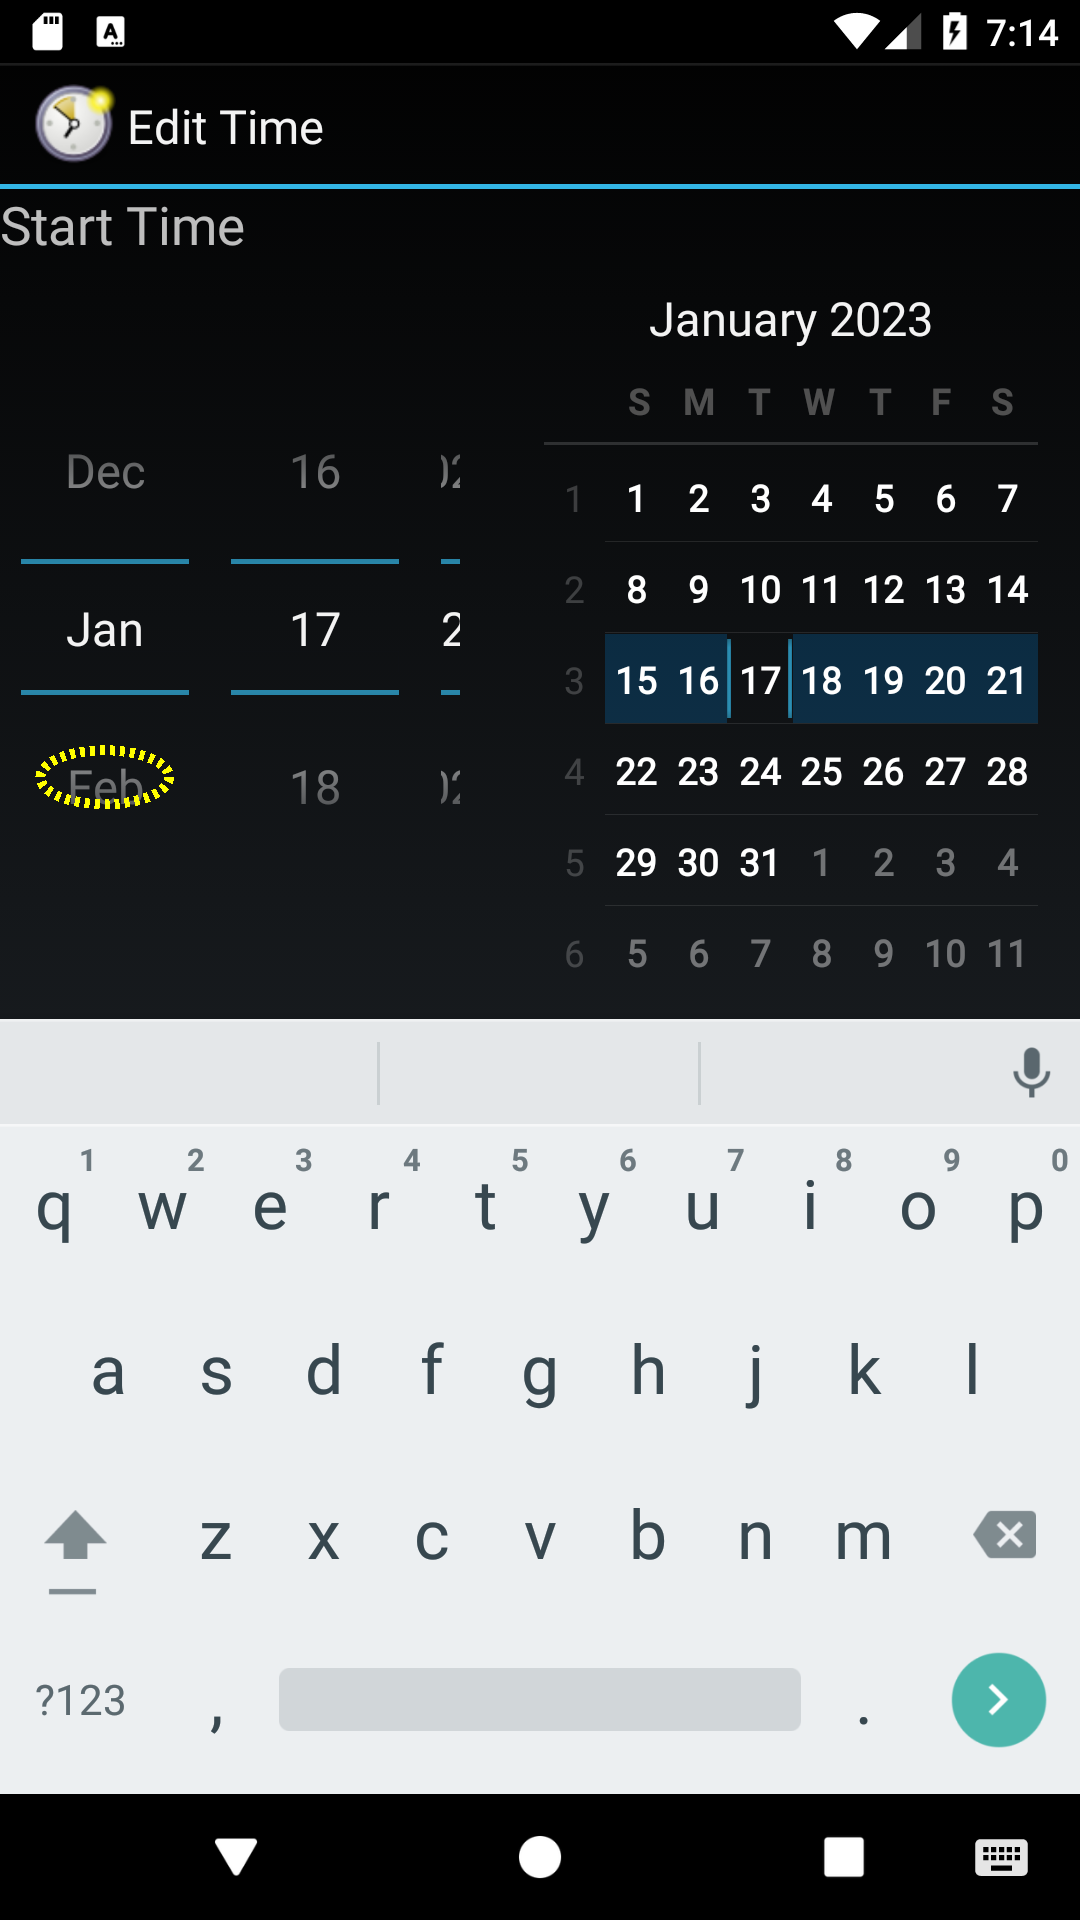 7:14
Edit Time
Start Time
January 2023
S M T W T F S
Dec 16
1 1 2 3 4 5 6 7
2 8 9 10 11 12 13 14
Jan 17 2
3 15 16 17 18 19 20 21
Feb 18
4 22 23 24 25 26 27 28
5 29 30 31 1 2 3 4
6 5 6 7 8 9 10 11
1 2 3 4 5 6 7 8 9 0
q w e r t y u i o p
a s d f g h j k l
z x c v b n m
?123 , .